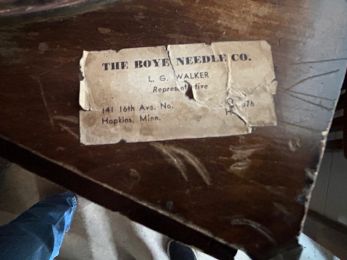 THE BOYE NEEDLE CO.
L. G. WALKER
Representative
141 16th Ave. No.
Hopkins, Minn.